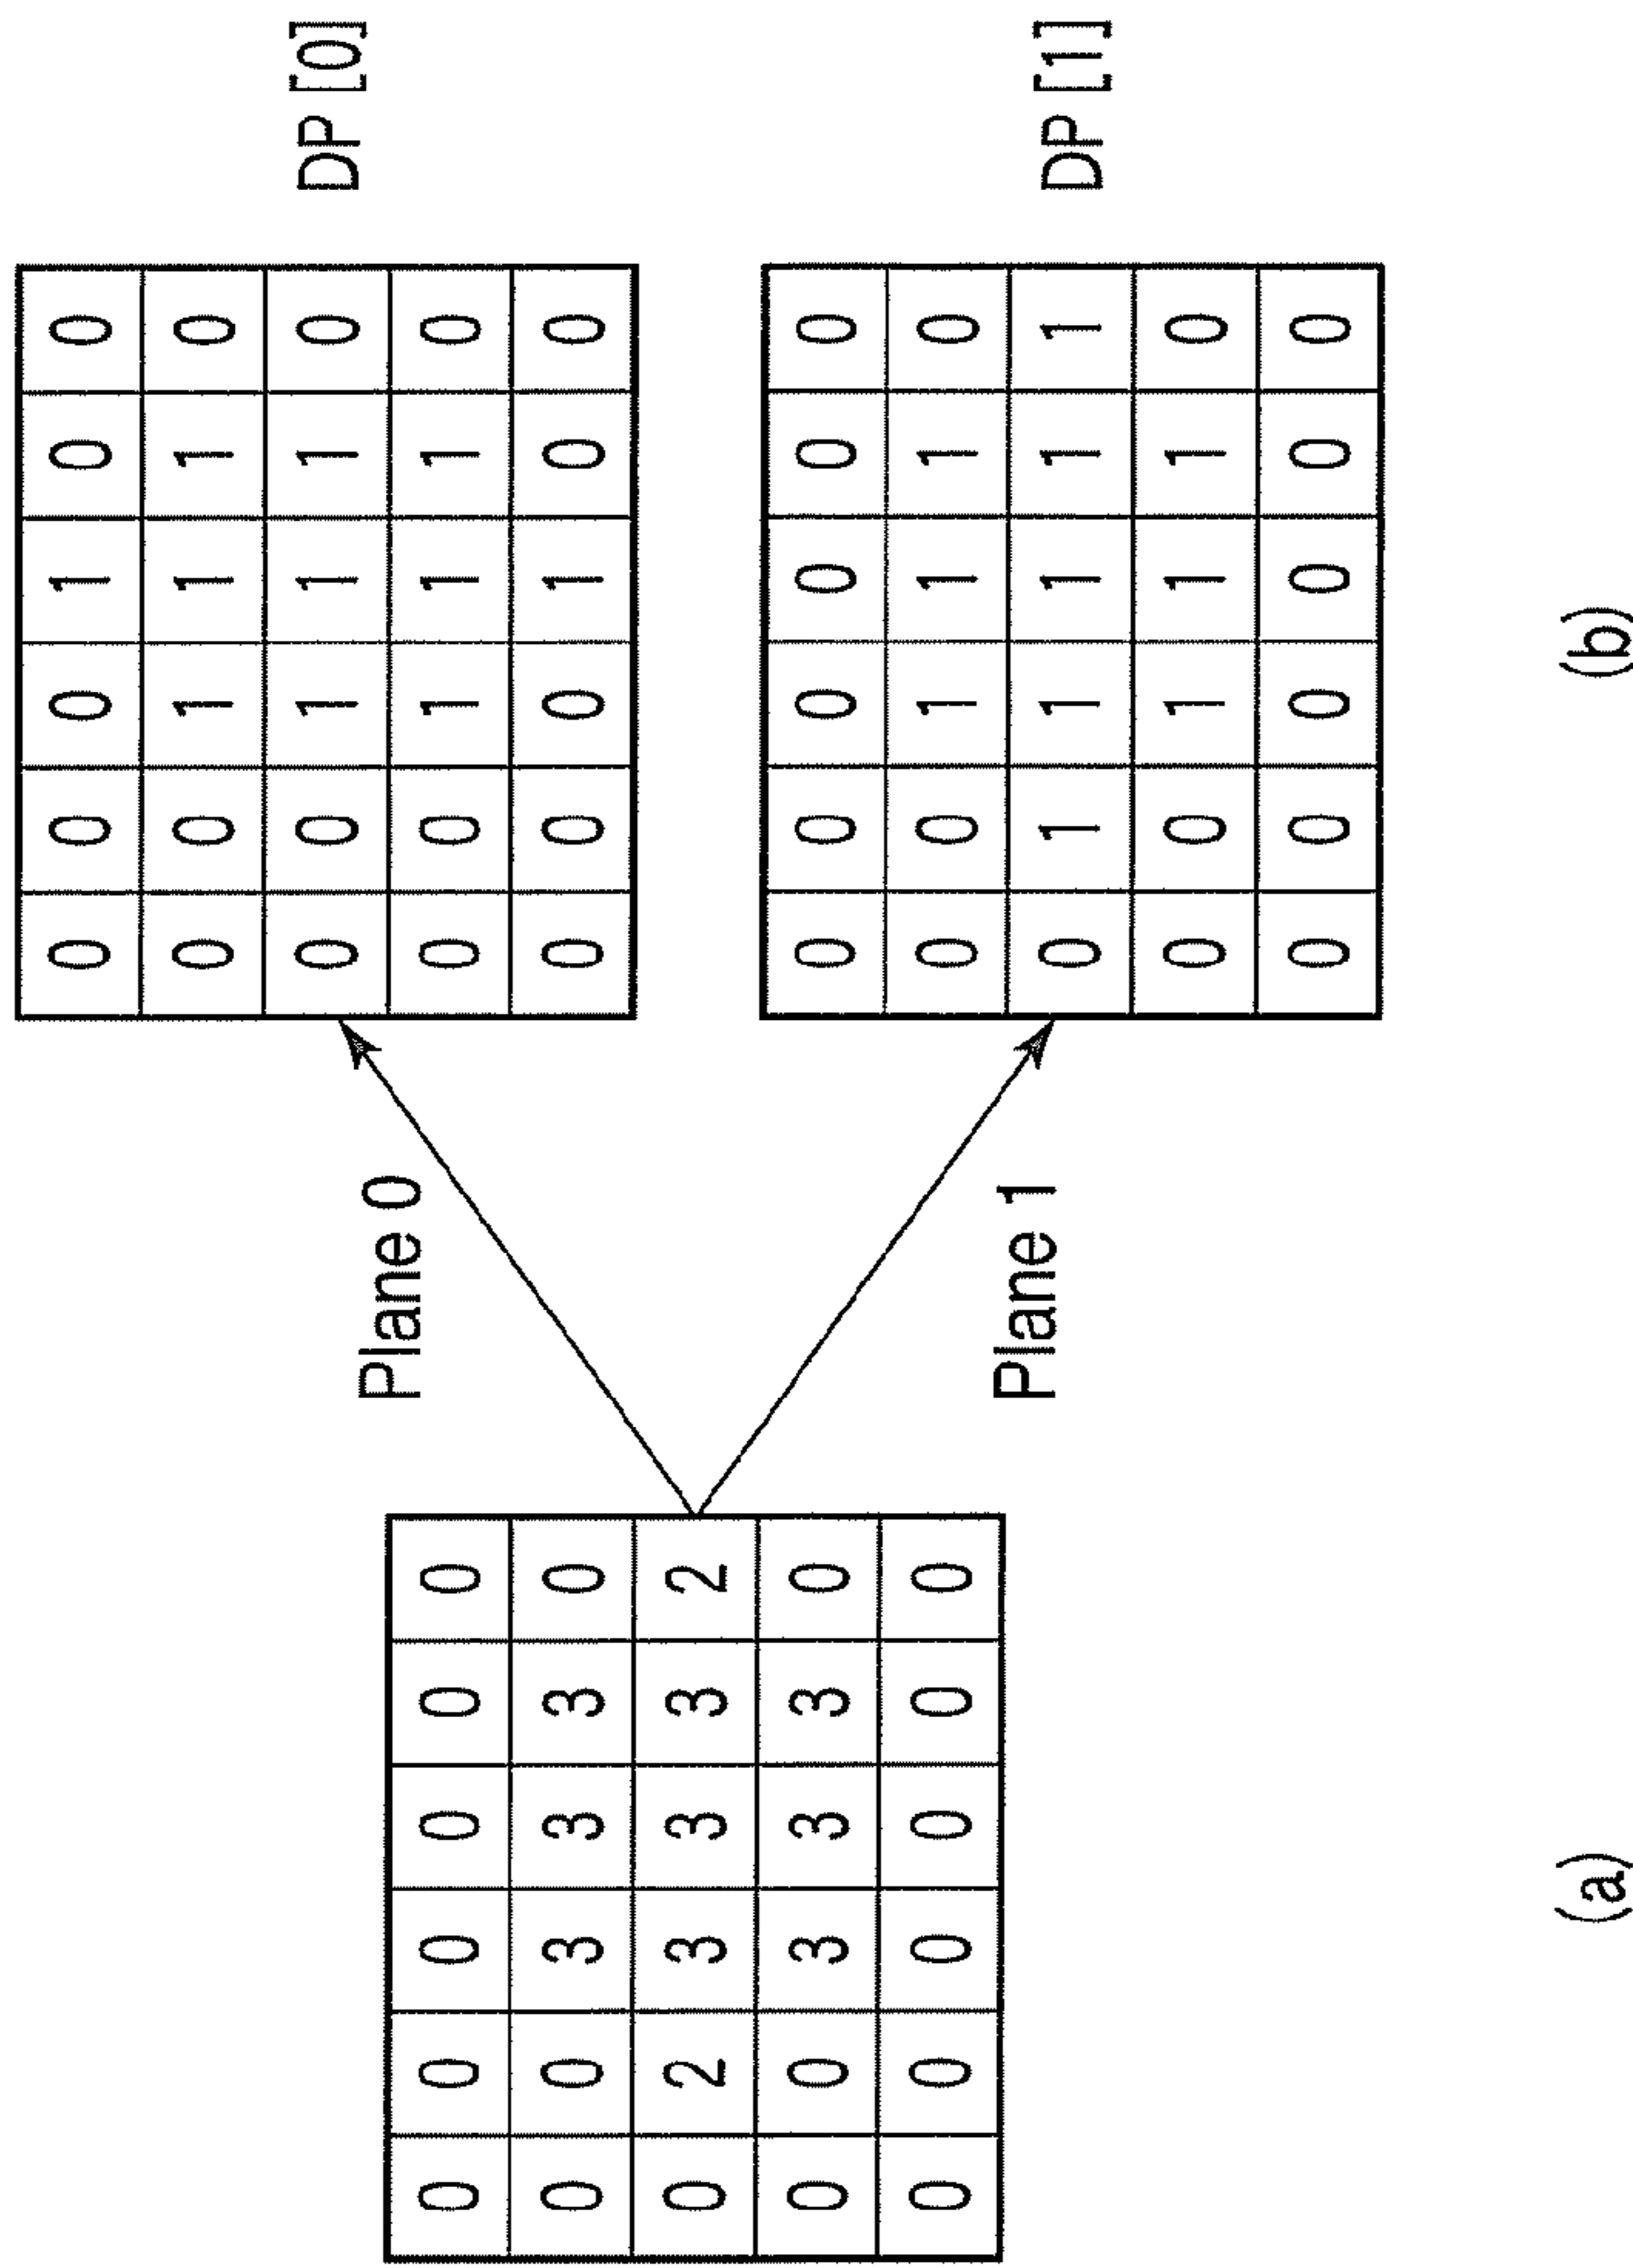 0 0 0 0 0 0
0 0 3 3 3 0
0 2 3 3 3 2
0 0 3 3 3 0
0 0 0 0 0 0
(a)
Plane 0
Plane 1
0 0 0 1 0 0
0 0 1 1 1 0
0 0 1 1 1 0
0 0 1 1 1 0
0 0 0 1 0 0
DP [0]
0 0 0 0 0 0
0 0 1 1 1 0
0 1 1 1 1 1
0 0 1 1 1 0
0 0 0 0 0 0
DP [1]
(b)